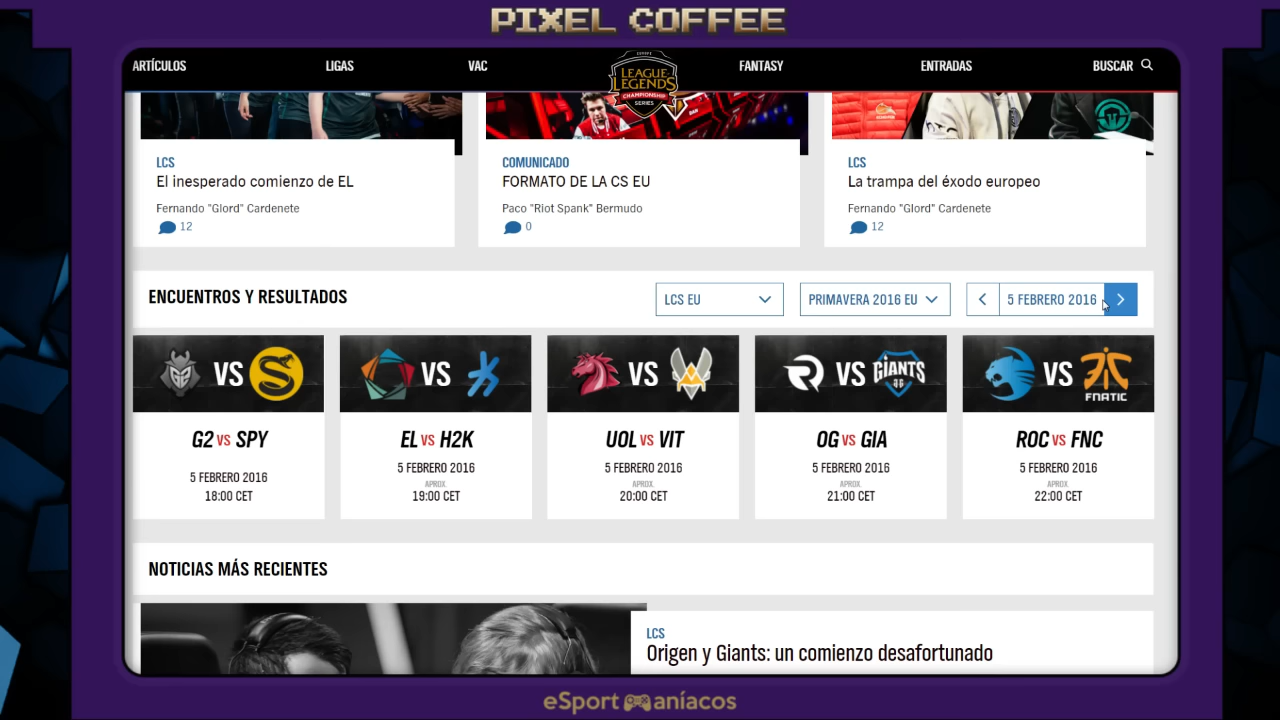 PIXEL COFFEE
ARTÍCULOS LIGAS VAC FANTASY ENTRADAS BUSCAR
EUROPE
LEAGUE OF
LEGENDS
CHAMPIONSHIP
SERIES
LCS
El inesperado comienzo de EL
Fernando "Glord" Cardenete
12
COMUNICADO
FORMATO DE LA CS EU
Paco "Riot Spank" Bermudo
0
LCS
La trampa del éxodo europeo
Fernando "Glord" Cardenete
12
ENCUENTROS Y RESULTADOS
LCS EU
PRIMAVERA 2016 EU
5 FEBRERO 2016
G2 VS S
VS
VS
VS GIANTS
VS FNATIC
G2 VS SPY
5 FEBRERO 2016
18:00 CET
EL VS H2K
5 FEBRERO 2016
APROX.
19:00 CET
UOL VS VIT
5 FEBRERO 2016
APROX.
20:00 CET
OG VS GIA
5 FEBRERO 2016
APROX.
21:00 CET
ROC VS FNC
5 FEBRERO 2016
APROX.
22:00 CET
NOTICIAS MÁS RECIENTES
LCS
Origen y Giants: un comienzo desafortunado
eSport maníacos